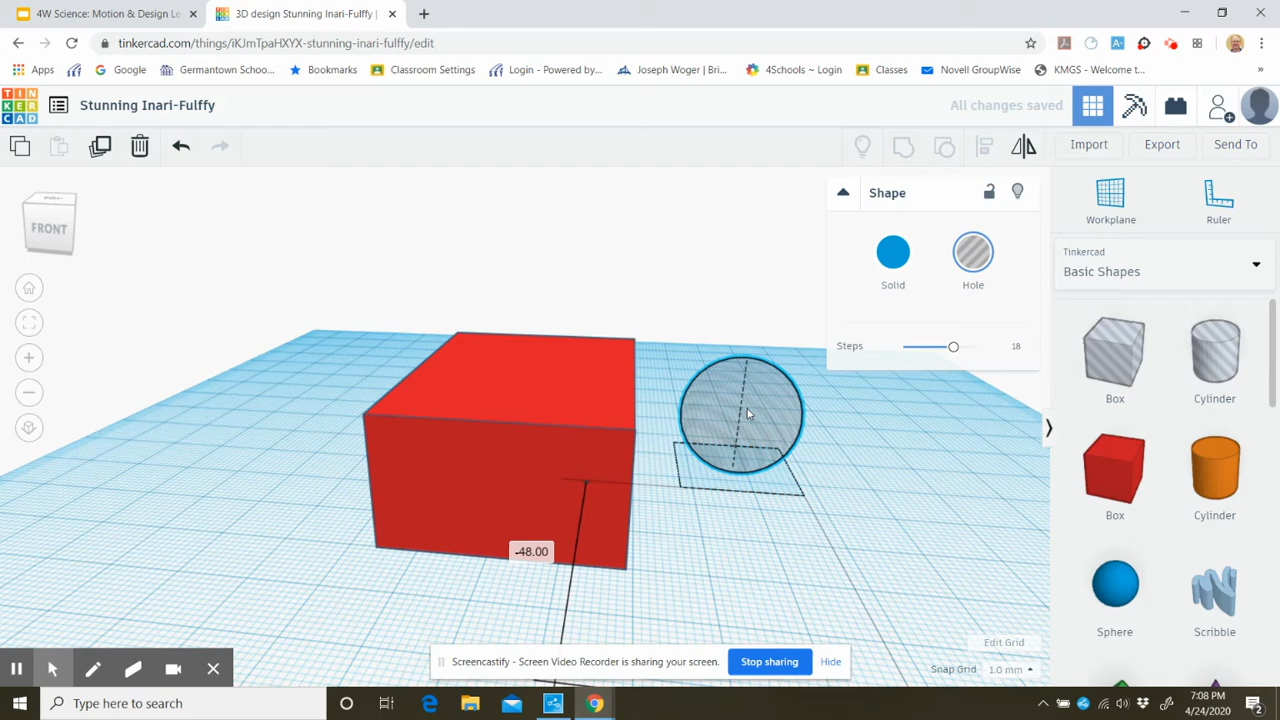 4W Science: Motion & Design Le
3D design Stunning Inari-Fulffy |
tinkercad.com/things/iKJmTpaHXYX-stunning-inari-fulffy/edit
Apps
Google
Germantown Schoo...
Bookmarks
Classroom Settings
Login - Powered by...
Joseph Woger | Bri...
4Schools ~ Login
Classes
Novell GroupWise
KMGS - Welcome t...
TIN
KER
CAD
Stunning Inari-Fulffy
All changes saved
Import
Export
Send To
Shape
Solid
Hole
Steps
18
FRONT
Workplane
Ruler
Tinkercad
Basic Shapes
Box
Cylinder
Box
Cylinder
Sphere
Scribble
-48.00
Edit Grid
Snap Grid 1.0 mm
Screencastify - Screen Video Recorder is sharing your screen.
Stop sharing
Hide
Type here to search
7:08 PM
4/24/2020
2